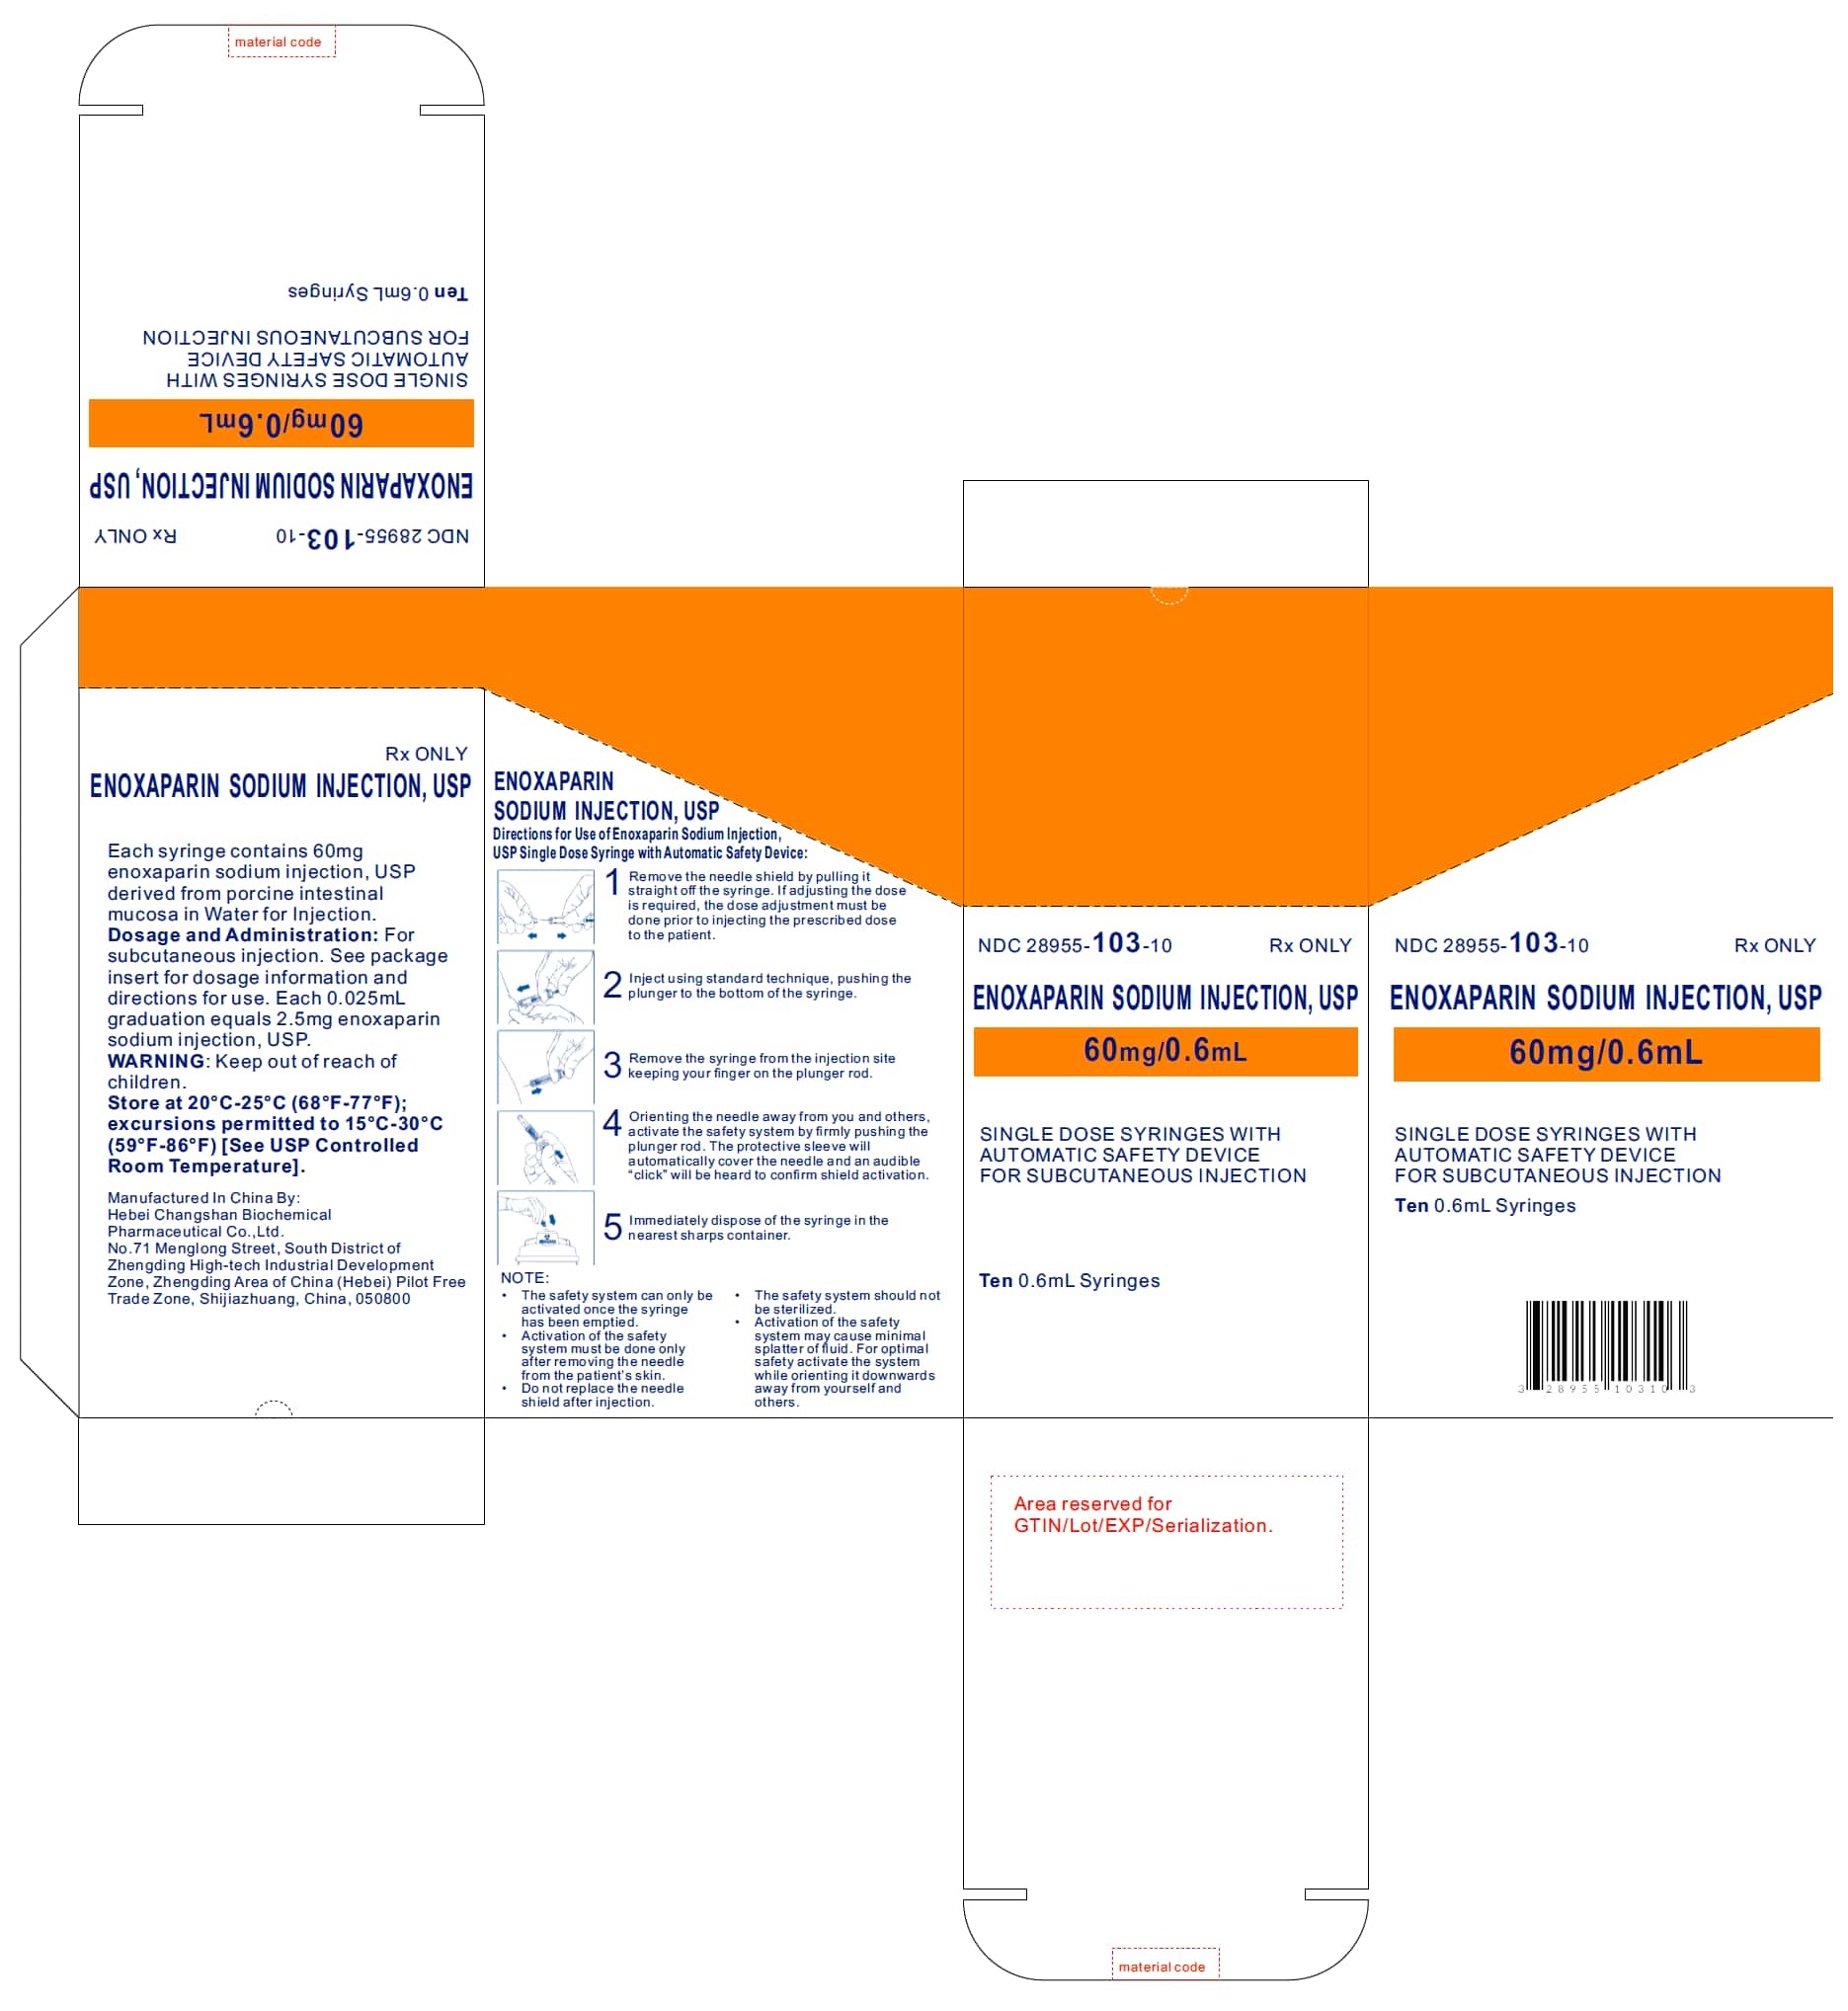 material code
Ten 0.6mL Syringes
SINGLE DOSE SYRINGES WITH
AUTOMATIC SAFETY DEVICE
FOR SUBCUTANEOUS INJECTION
60mg/0.6mL
ENOXAPARIN SODIUM INJECTION, USP
NDC 28955-103-10 Rx ONLY
Rx ONLY
ENOXAPARIN SODIUM INJECTION, USP
Each syringe contains 60mg
enoxaparin sodium injection, USP
derived from porcine intestinal
mucosa in Water for Injection.
Dosage and Administration: For
subcutaneous injection. See package
insert for dosage information and
directions for use. Each 0.025mL
graduation equals 2.5mg enoxaparin
sodium injection, USP.
WARNING: Keep out of reach of
children.
Store at 20°C-25°C (68°F-77°F);
excursions permitted to 15°C-30°C
(59°F-86°F) [See USP Controlled
Room Temperature].
Manufactured In China By:
Hebei Changshan Biochemical
Pharmaceutical Co.,Ltd.
No.71 Menglong Street, South District of
Zhengding High-tech Industrial Development
Zone, Zhengding Area of China (Hebei) Pilot Free
Trade Zone, Shijiazhuang, China, 050800
ENOXAPARIN
SODIUM INJECTION, USP
Directions for Use of Enoxaparin Sodium Injection,
USP Single Dose Syringe with Automatic Safety Device:
1 Remove the needle shield by pulling it
straight off the syringe. If adjusting the dose
is required, the dose adjustment must be
done prior to injecting the prescribed dose
to the patient.
2 Inject using standard technique, pushing the
plunger to the bottom of the syringe.
3 Remove the syringe from the injection site
keeping your finger on the plunger rod.
4 Orienting the needle away from you and others,
activate the safety system by firmly pushing the
plunger rod. The protective sleeve will
automatically cover the needle and an audible
“click” will be heard to confirm shield activation.
5 Immediately dispose of the syringe in the
nearest sharps container.
NOTE:
• The safety system can only be
activated once the syringe
has been emptied.
• Activation of the safety
system must be done only
after removing the needle
from the patient's skin.
• Do not replace the needle
shield after injection.
• The safety system should not
be sterilized.
• Activation of the safety
system may cause minimal
splatter of fluid. For optimal
safety activate the system
while orienting it downwards
away from yourself and
others.
NDC 28955-103-10 Rx ONLY
ENOXAPARIN SODIUM INJECTION, USP
60mg/0.6mL
SINGLE DOSE SYRINGES WITH
AUTOMATIC SAFETY DEVICE
FOR SUBCUTANEOUS INJECTION
Ten 0.6mL Syringes
NDC 28955-103-10 Rx ONLY
ENOXAPARIN SODIUM INJECTION, USP
60mg/0.6mL
SINGLE DOSE SYRINGES WITH
AUTOMATIC SAFETY DEVICE
FOR SUBCUTANEOUS INJECTION
Ten 0.6mL Syringes
3 28955 10310 3
Area reserved for
GTIN/Lot/EXP/Serialization.
material code